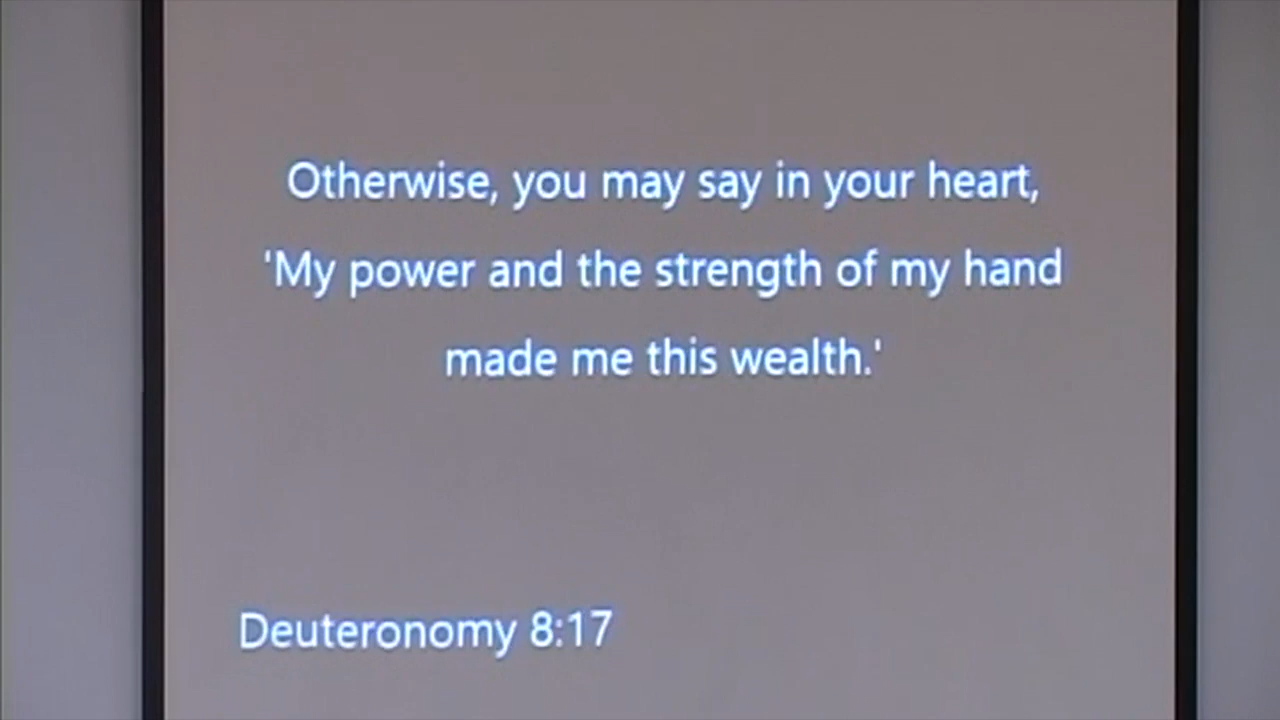 Otherwise, you may say in your heart,
'My power and the strength of my hand
made me this wealth.'
Deuteronomy 8:17